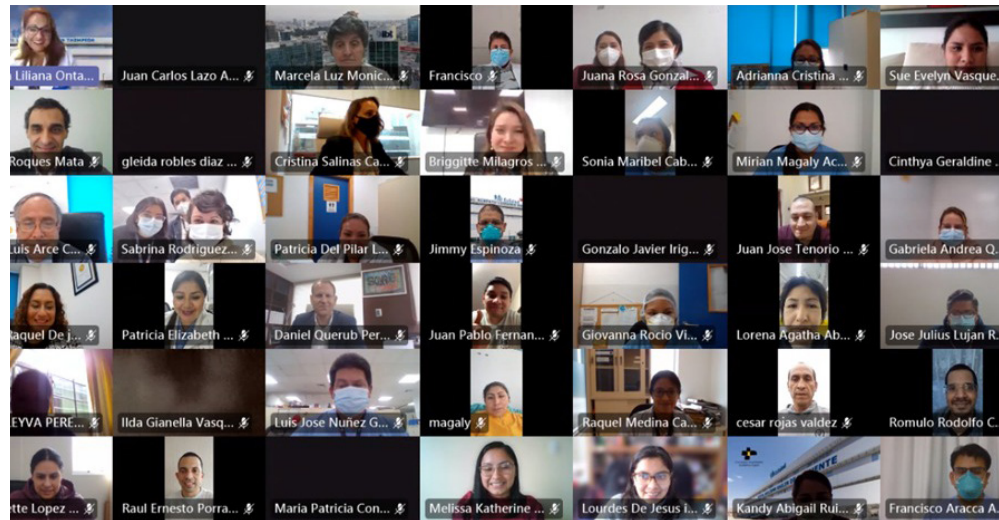 Liliana Onta...
Juan Carlos Lazo A...
Marcela Luz Monic...
Francisco
Juana Rosa Gonzal...
Adrianna Cristina ...
Sue Evelyn Vasque...
Roques Mata
gleida robles diaz ...
Cristina Salinas Ca...
Briggitte Milagros ...
Sonia Maribel Cab...
Mirian Magaly Ac...
Cinthya Geraldine
Luis Arce C...
Sabrina Rodríguez...
Patricia Del Pilar L...
Jimmy Espinoza
Gonzalo Javier Irig...
Juan Jose Tenorio ...
Gabriela Andrea Q.
Raquel De j...
Patricia Elizabeth ...
Daniel Querub Per...
Juan Pablo Fernan...
Giovanna Rocio Vi...
Lorena Agatha Ab...
Jose Julius Lujan R.
EYVA PERE...
Ilda Gianella Vasq...
Luis Jose Nuñez G...
magaly
Raquel Medina Ca...
cesar rojas valdez
Romulo Rodolfo C.
tte Lopez ...
Raul Ernesto Porra...
Maria Patricia Con...
Melissa Katherine ...
Lourdes De Jesus i...
Kandy Abigail Rui...
Francisco Aracca A.